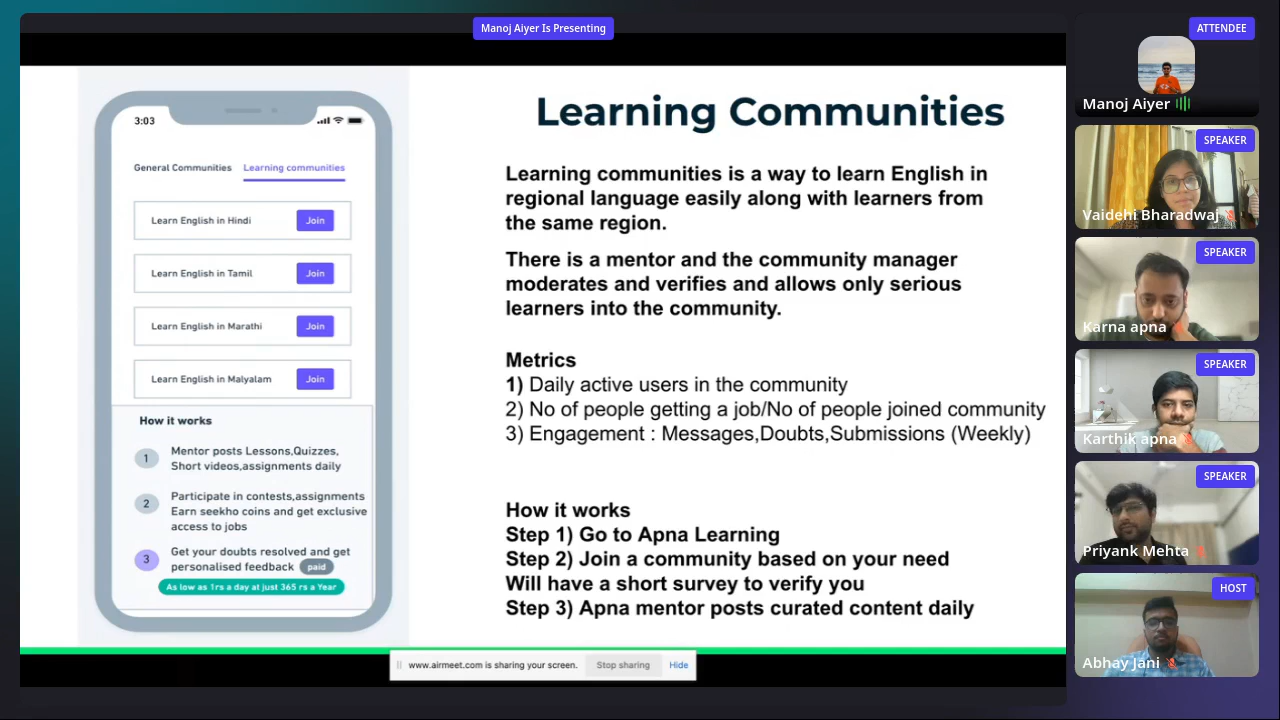 Manoj Aiyer Is Presenting
3:03
General Communities Learning communities
Learn English in Hindi Join
Learn English in Tamil Join
Learn English in Marathi Join
Learn English in Malyalam Join
How it works
1 Mentor posts Lessons,Quizzes,
Short videos,assignments daily
2 Participate in contests,assignments
Earn seekho coins and get exclusive
access to jobs
3 Get your doubts resolved and get
personalised feedback paid
As low as 1rs a day at just 365 rs a Year
Learning Communities
Learning communities is a way to learn English in
regional language easily along with learners from
the same region.
There is a mentor and the community manager
moderates and verifies and allows only serious
learners into the community.
Metrics
1) Daily active users in the community
2) No of people getting a job/No of people joined community
3) Engagement : Messages,Doubts,Submissions (Weekly)
How it works
Step 1) Go to Apna Learning
Step 2) Join a community based on your need
Will have a short survey to verify you
Step 3) Apna mentor posts curated content daily
www.airmeet.com is sharing your screen. Stop sharing Hide
ATTENDEE
Manoj Aiyer
SPEAKER
Vaidehi Bharadwaj
SPEAKER
Karna apna
SPEAKER
Karthik apna
SPEAKER
Priyank Mehta
HOST
Abhay Jani